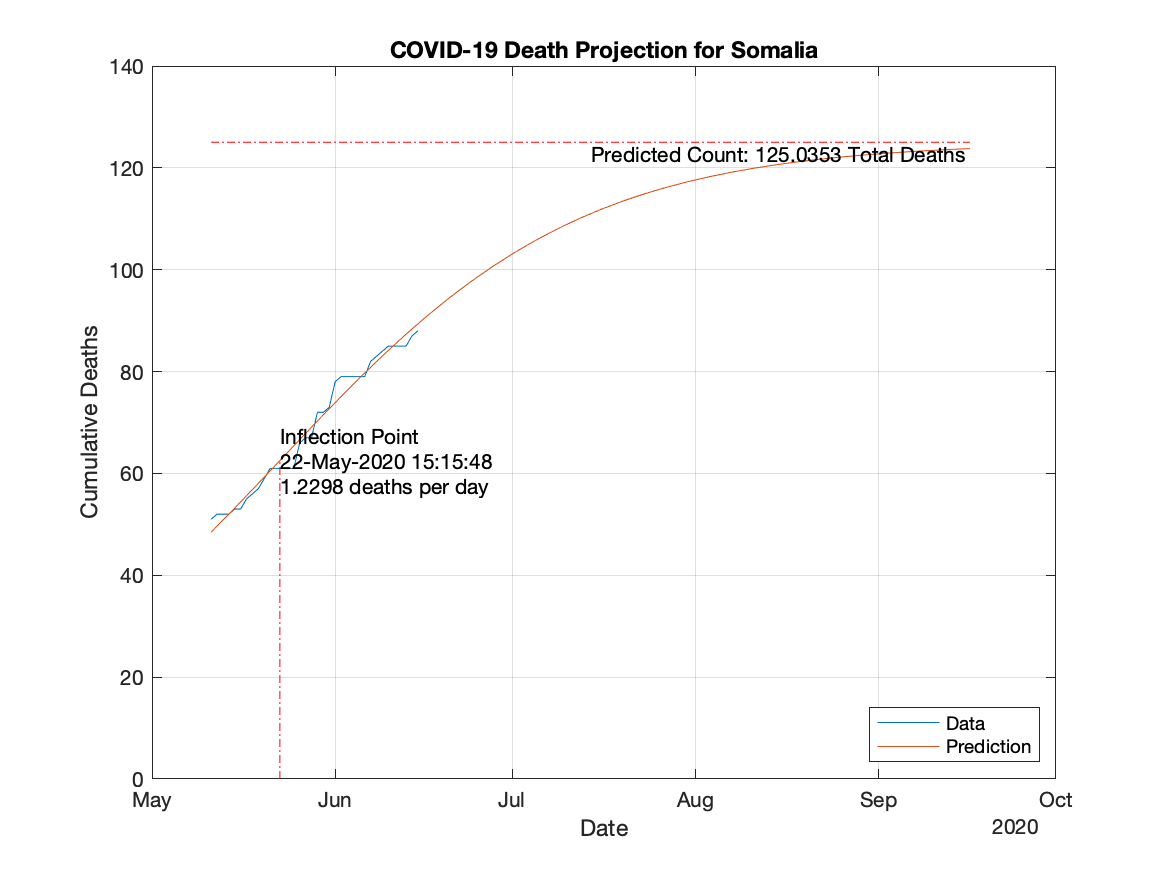 COVID-19 Death Projection for Somalia
140
120
100
80
60
40
20
0
Cumulative Deaths
Predicted Count: 125.0353 Total Deaths
Inflection Point
22-May-2020 15:15:48
1.2298 deaths per day
Data
Prediction
May Jun Jul Aug Sep Oct
Date
2020